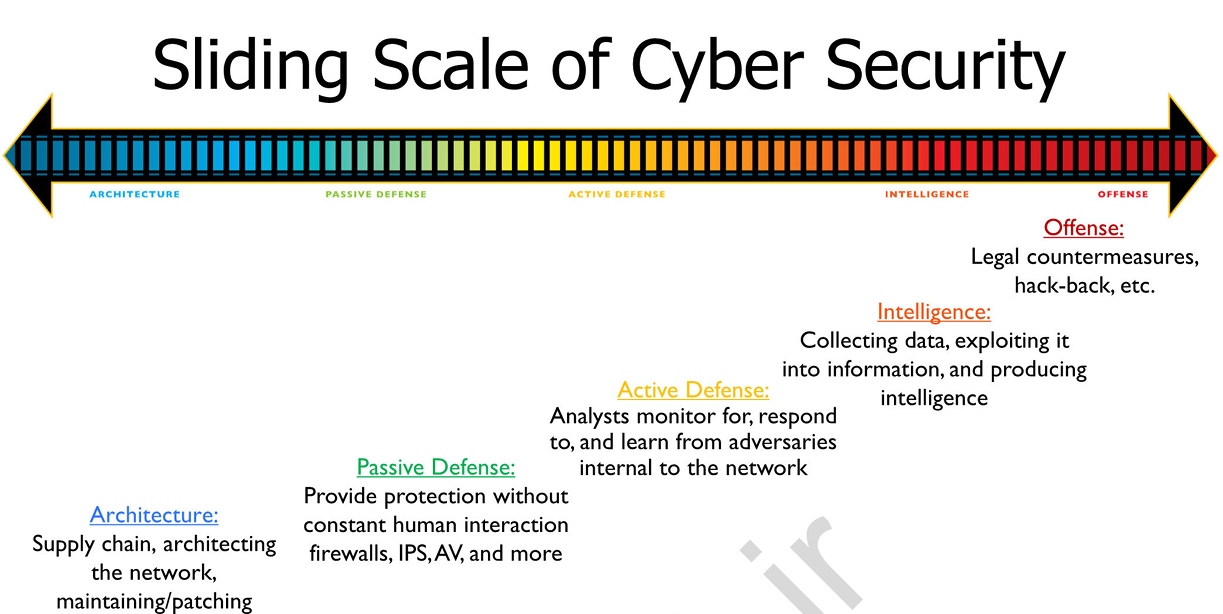 Sliding Scale of Cyber Security
ARCHITECTURE
PASSIVE DEFENSE
ACTIVE DEFENSE
INTELLIGENCE
OFFENSE
Offense:
Legal countermeasures,
hack-back, etc.
Intelligence:
Collecting data, exploiting it
into information, and producing
intelligence
Active Defense:
Analysts monitor for, respond
to, and learn from adversaries
internal to the network
Passive Defense:
Provide protection without
constant human interaction
firewalls, IPS, AV, and more
Architecture:
Supply chain, architecting
the network,
maintaining/patching
ir